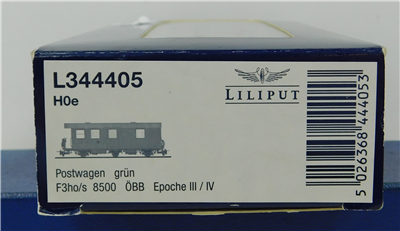 L344405
H0e
LILIPUT
Postwagen grün
F3ho/s 8500 ÖBB Epoche III / IV
5 026368 444053